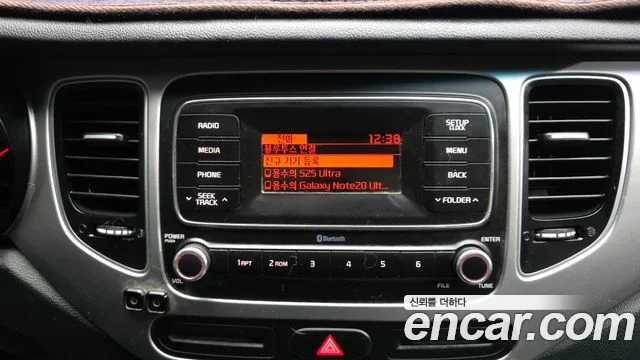 RADIO
MEDIA
PHONE
SEEK
TRACK
전화 12:38
블루투스 연결
신규 기기 등록
용수의 S25 Ultra
용수의 Galaxy Note20 Ult...
SETUP
CLOCK
MENU
BACK
FOLDER
Bluetooth
POWER
PUSH
VOL
1 RPT
2 RDM
3
4
5
6
ENTER
FILE
TUNE
신뢰를 더하다
encar.com